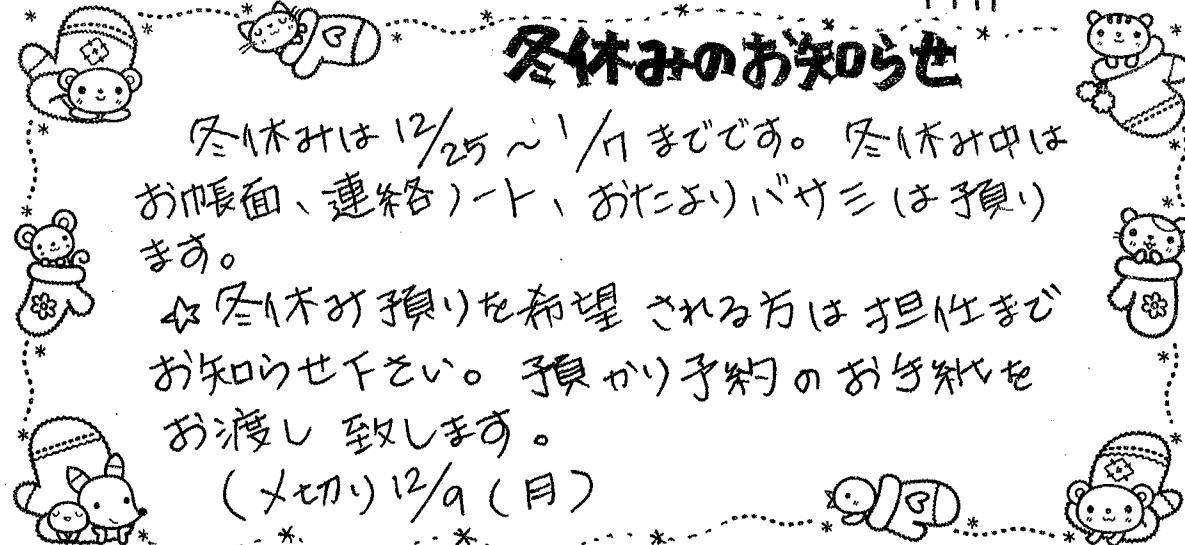 冬休みのお知らせ
冬休みは12/25~1/7までです。冬休み中は
お帳面、連絡ノート、おたよりバサミは預り
ます。
☆冬休み預りを希望される方は担任まで
お知らせ下さい。預かり予約のお手紙を
お渡し致します。
(〆切り12/9(月)